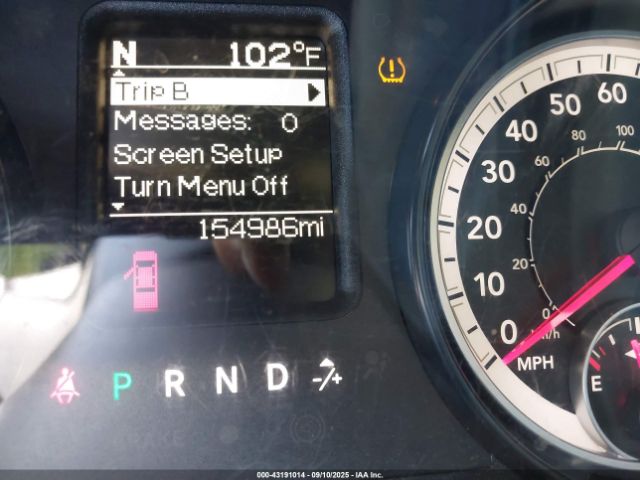 N 102°F
Trip B
Messages: 0
Screen Setup
Turn Menu Off
154986mi
P R N D -/+
60
50
40
30
20
10
0
MPH
100
80
60
40
20
0
km/h
E
000-43191014 - 09/10/2025 - IAA Inc.